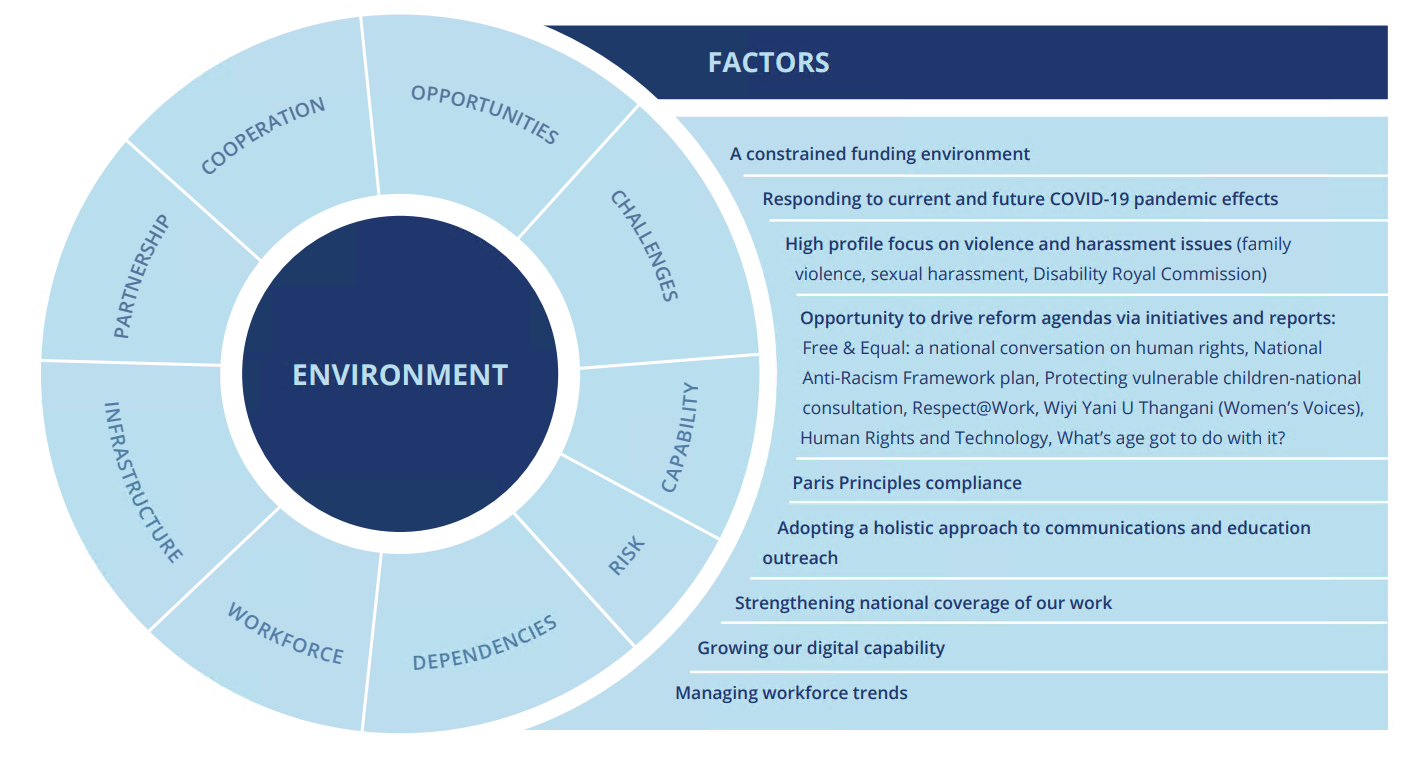 FACTORS
OPPORTUNITIES
CHALLENGES
CAPABILITY
RISK
DEPENDENCIES
WORKFORCE
INFRASTRUCTURE
PARTNERSHIP
COOPERATION
ENVIRONMENT
A constrained funding environment
Responding to current and future COVID-19 pandemic effects
High profile focus on violence and harassment issues (family
violence, sexual harassment, Disability Royal Commission)
Opportunity to drive reform agendas via initiatives and reports:
Free & Equal: a national conversation on human rights, National
Anti-Racism Framework plan, Protecting vulnerable children-national
consultation, Respect@Work, Wiyi Yani U Thangani (Women’s Voices),
Human Rights and Technology, What’s age got to do with it?
Paris Principles compliance
Adopting a holistic approach to communications and education
outreach
Strengthening national coverage of our work
Growing our digital capability
Managing workforce trends